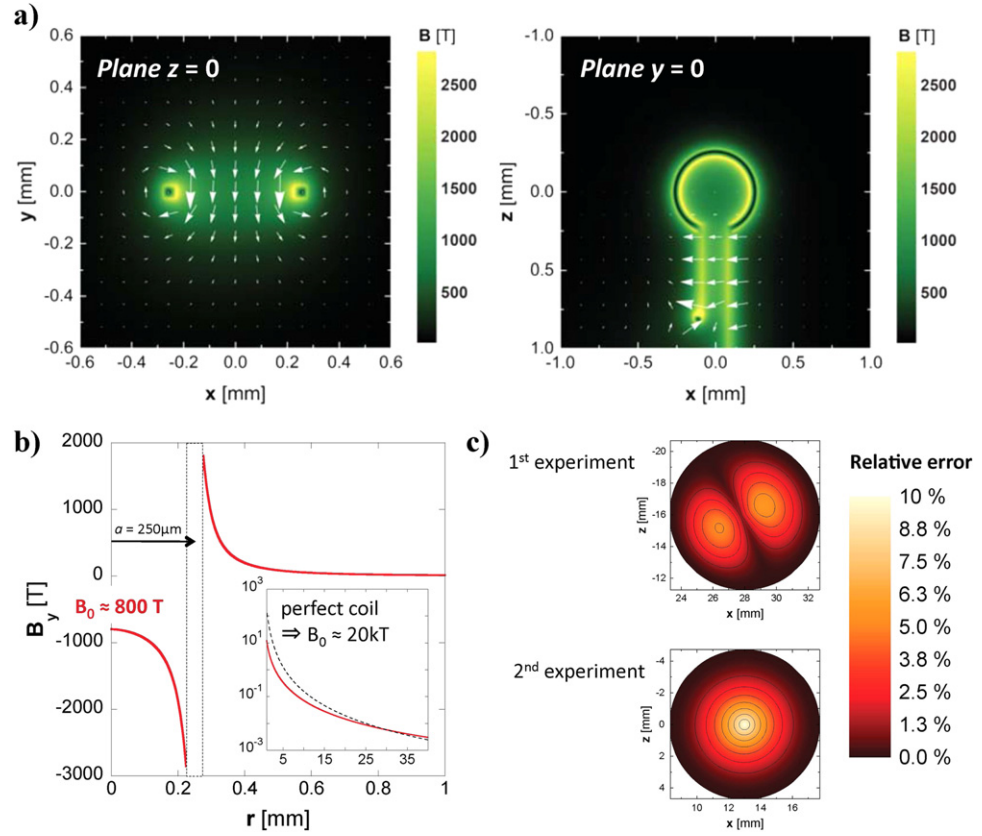 a)
Plane z = 0
0.6
0.4
0.2
0.0
-0.2
-0.4
-0.6
y [mm]
-0.6 -0.4 -0.2 0.0 0.2 0.4 0.6
x [mm]
B [T]
2500
2000
1500
1000
500
Plane y = 0
-1.0
-0.5
0.0
0.5
1.0
z [mm]
-1.0 -0.5 0.0 0.5 1.0
x [mm]
B [T]
2500
2000
1500
1000
500
b)
2000
1000
0
-1000
-2000
-3000
B_y [T]
a = 250μm
B₀ ≈ 800 T
10³
10¹
10⁻¹
10⁻³
perfect coil
⇒ B₀ ≈ 20kT
5 15 25 35
0 0.2 0.4 0.6 0.8 1
r [mm]
c)
1st experiment
-20
-18
-16
-14
-12
z [mm]
24 26 28 30 32
x [mm]
2nd experiment
-4
-2
0
2
4
z [mm]
10 12 14 16
x [mm]
Relative error
10 %
8.8 %
7.5 %
6.3 %
5.0 %
3.8 %
2.5 %
1.3 %
0.0 %